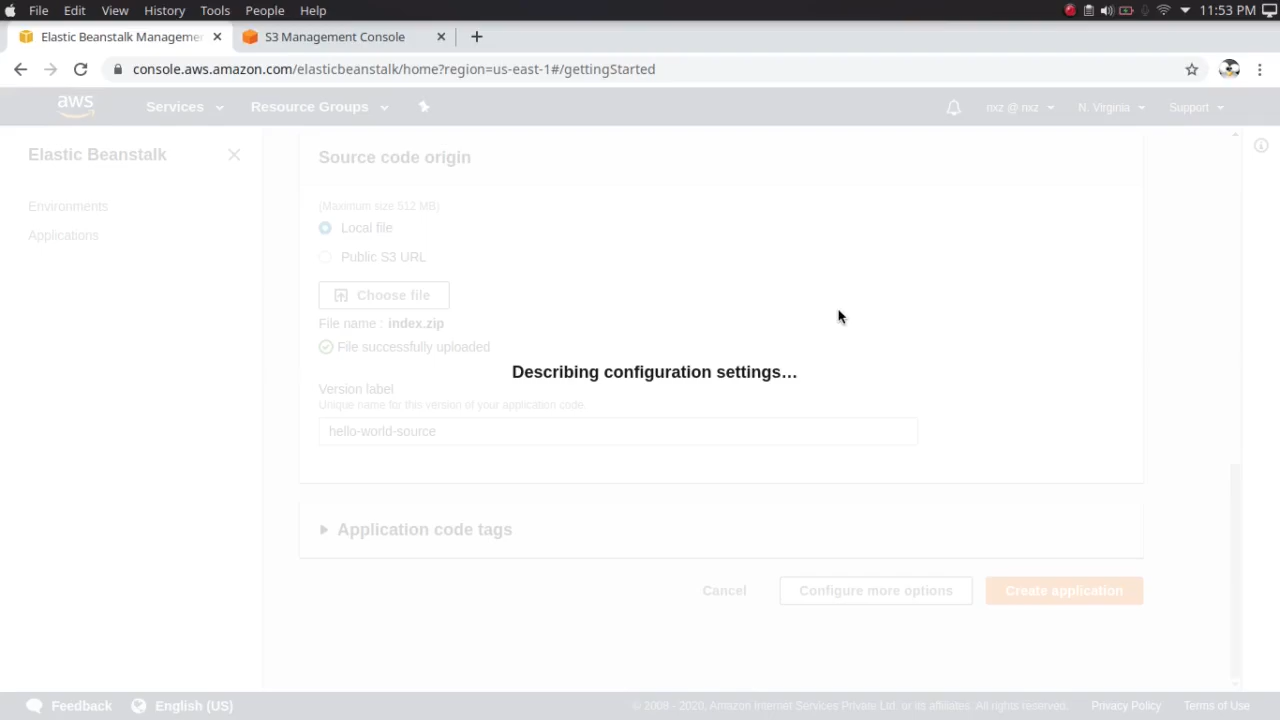 File Edit View History Tools People Help 11:53 PM
Elastic Beanstalk Manageme S3 Management Console
console.aws.amazon.com/elasticbeanstalk/home?region=us-east-1#/gettingStarted
aws Services Resource Groups nxz @ nxz N. Virginia Support
Elastic Beanstalk
Environments
Applications
Source code origin
(Maximum size 512 MB)
Local file
Public S3 URL
Choose file
File name : index.zip
File successfully uploaded
Describing configuration settings...
Version label
Unique name for this version of your application code.
hello-world-source
Application code tags
Cancel Configure more options Create application
Feedback English (US) © 2008 - 2020, Amazon Internet Services Private Ltd. or its affiliates. All rights reserved. Privacy Policy Terms of Use